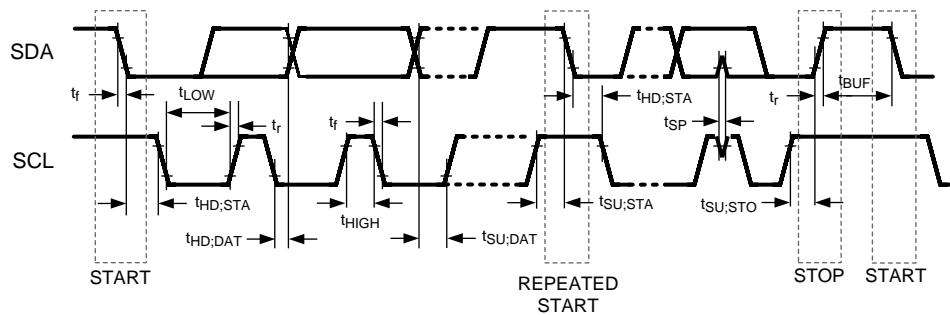 SDA
tf
tLOW
tr
tf
tHD;STA
tSP
tr
tBUF
SCL
tHD;STA
tHD;DAT
tHIGH
tSU;DAT
tSU;STA
tSU;STO
START
REPEATED
START
STOP
START